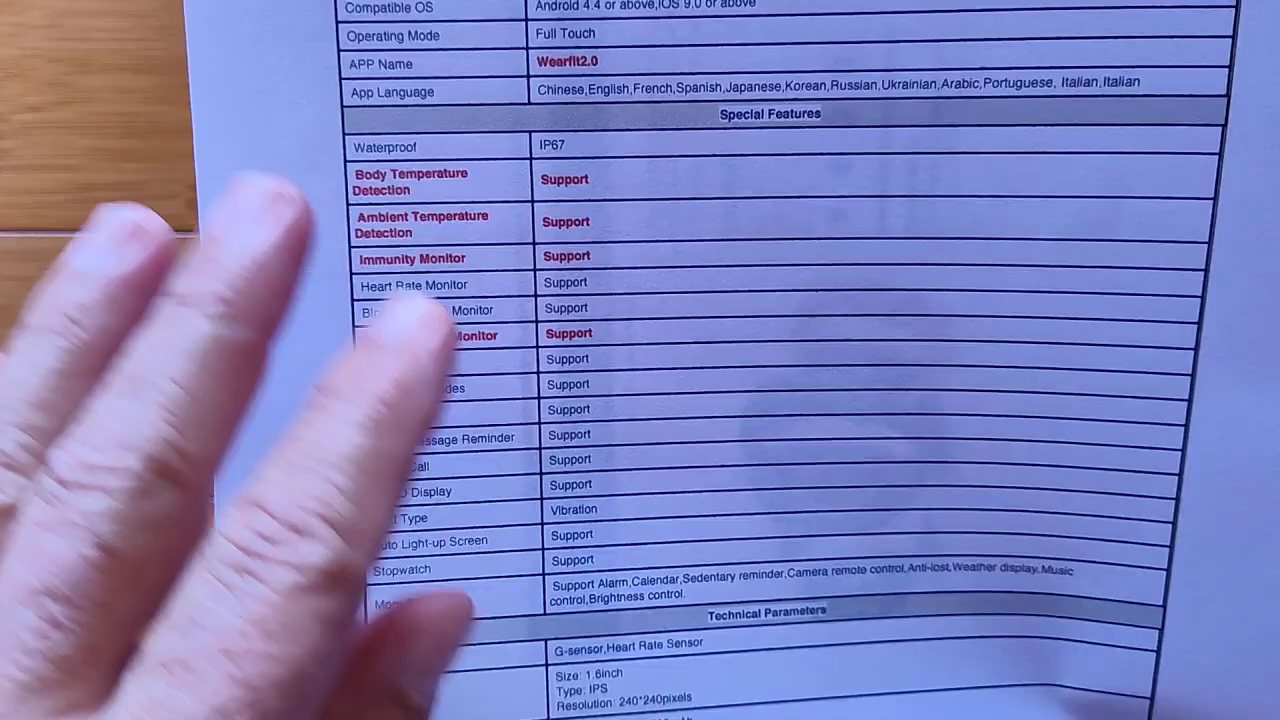 Compatible OS Android 4.4 or above,iOS 9.0 or above
Operating Mode Full Touch
APP Name Wearfit2.0
App Language Chinese,English,French,Spanish,Japanese,Korean,Russian,Ukrainian,Arabic,Portuguese, Italian,Italian
Special Features
Waterproof IP67
Body Temperature
Detection Support
Ambient Temperature
Detection Support
Immunity Monitor Support
Heart Rate Monitor Support
Monitor Support
Monitor Support
Support
Support
Support
Reminder Support
Support
Display Support
Type Vibration
Light-up Screen Support
Stopwatch Support
Support Alarm,Calendar,Sedentary reminder,Camera remote control,Anti-lost,Weather display,Music
control,Brightness control.
Technical Parameters
G-sensor,Heart Rate Sensor
Size: 1.6inch
Type: IPS
Resolution: 240*240pixels